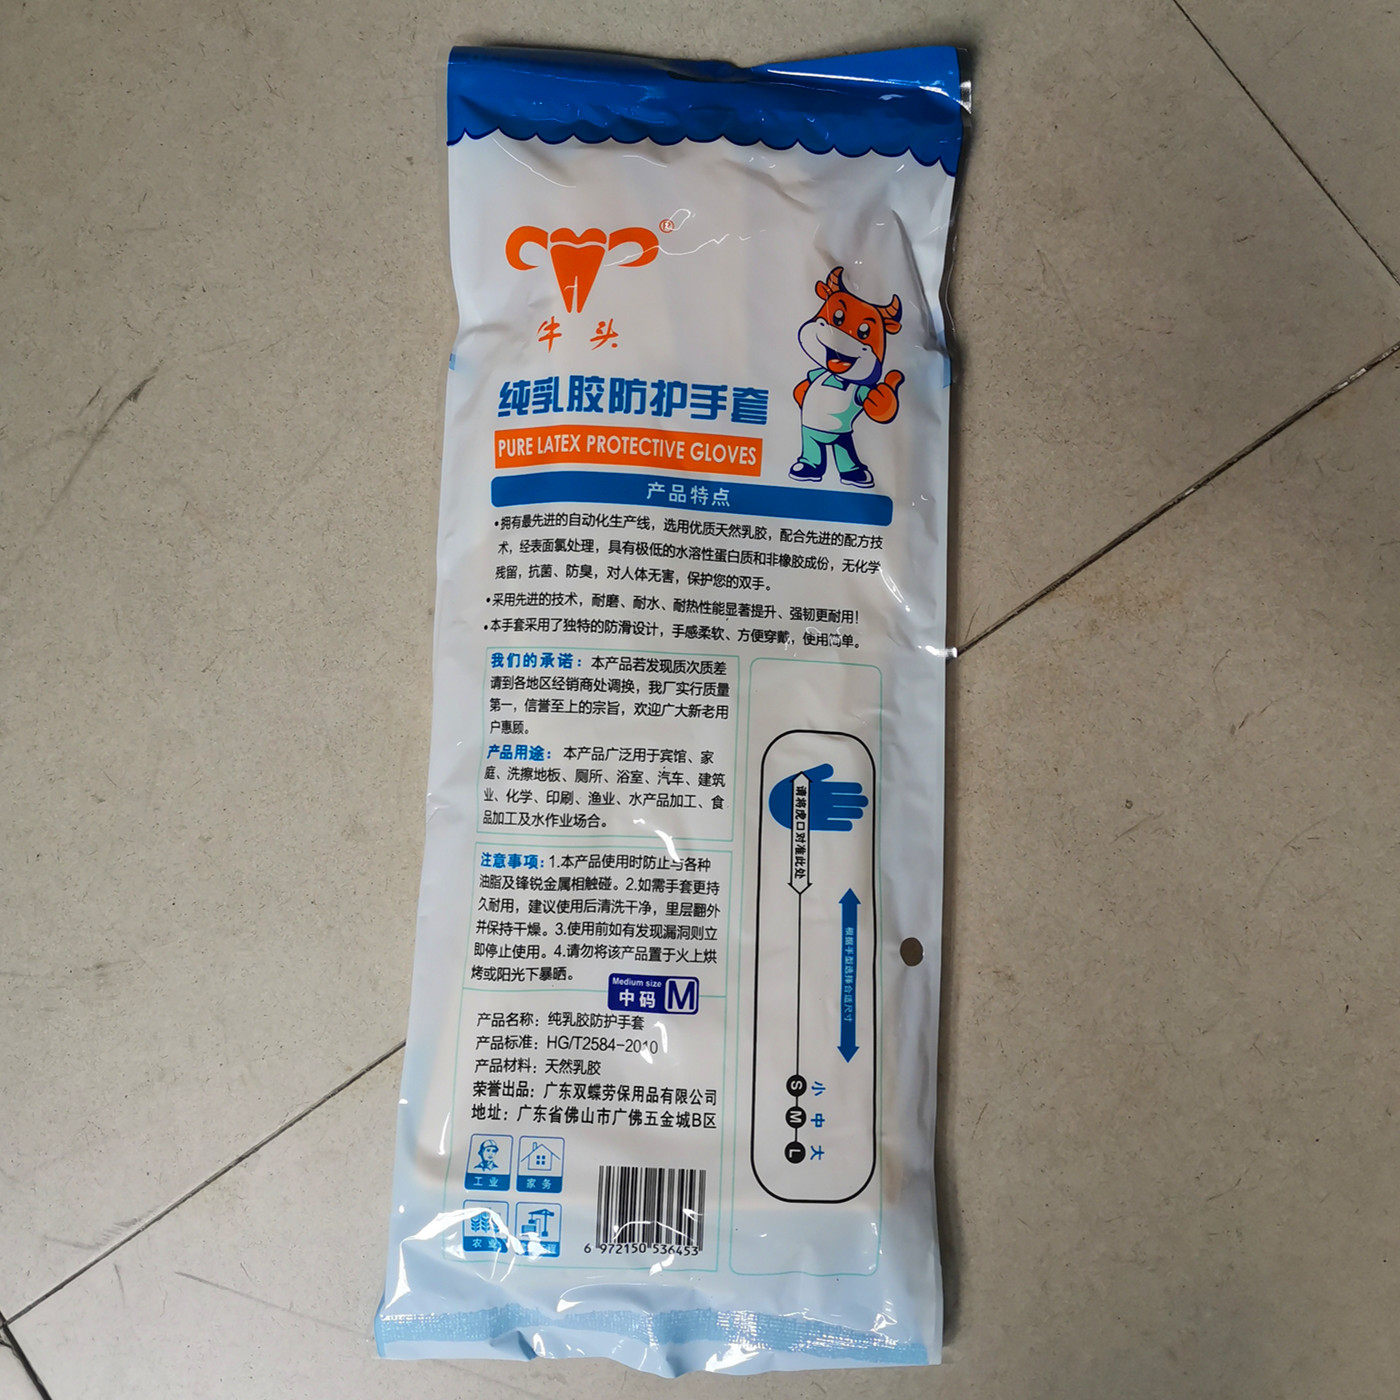 ®
牛头
纯乳胶防护手套
PURE LATEX PROTECTIVE GLOVES
产品特点
•拥有最先进的自动化生产线，选用优质天然乳胶，配合先进的配方技
术，经表面氯处理，具有极低的水溶性蛋白质和非橡胶成份，无化学
残留，抗菌、防臭，对人体无害，保护您的双手。
•采用先进的技术，耐磨、耐水、耐热性能显著提升、强韧更耐用！
•本手套采用了独特的防滑设计，手感柔软、方便穿戴，使用简单。
我们的承诺：本产品若发现质次质差
请到各地区经销商处调换，我厂实行质量
第一，信誉至上的宗旨，欢迎广大新老用
户惠顾。
产品用途：本产品广泛用于宾馆、家
庭、洗擦地板、厕所、浴室、汽车、建筑
业、化学、印刷、渔业、水产品加工、食
品加工及水作业场合。
注意事项：1.本产品使用时防止与各种
油脂及锋锐金属相触碰。2.如需手套更持
久耐用，建议使用后清洗干净，里层翻外
并保持干燥。3.使用前如有发现漏洞则立
即停止使用。4.请勿将该产品置于火上烘
烤或阳光下暴晒。
Medium size
中码 M
产品名称：纯乳胶防护手套
产品标准：HG/T2584-2010
产品材料：天然乳胶
荣誉出品：广东双蝶劳保用品有限公司
地址：广东省佛山市广佛五金城B区
工业
家务
农业
程
6 972150 536453
请将虎口对准此处
根据手型选择合适尺寸
S 小
M 中
L 大